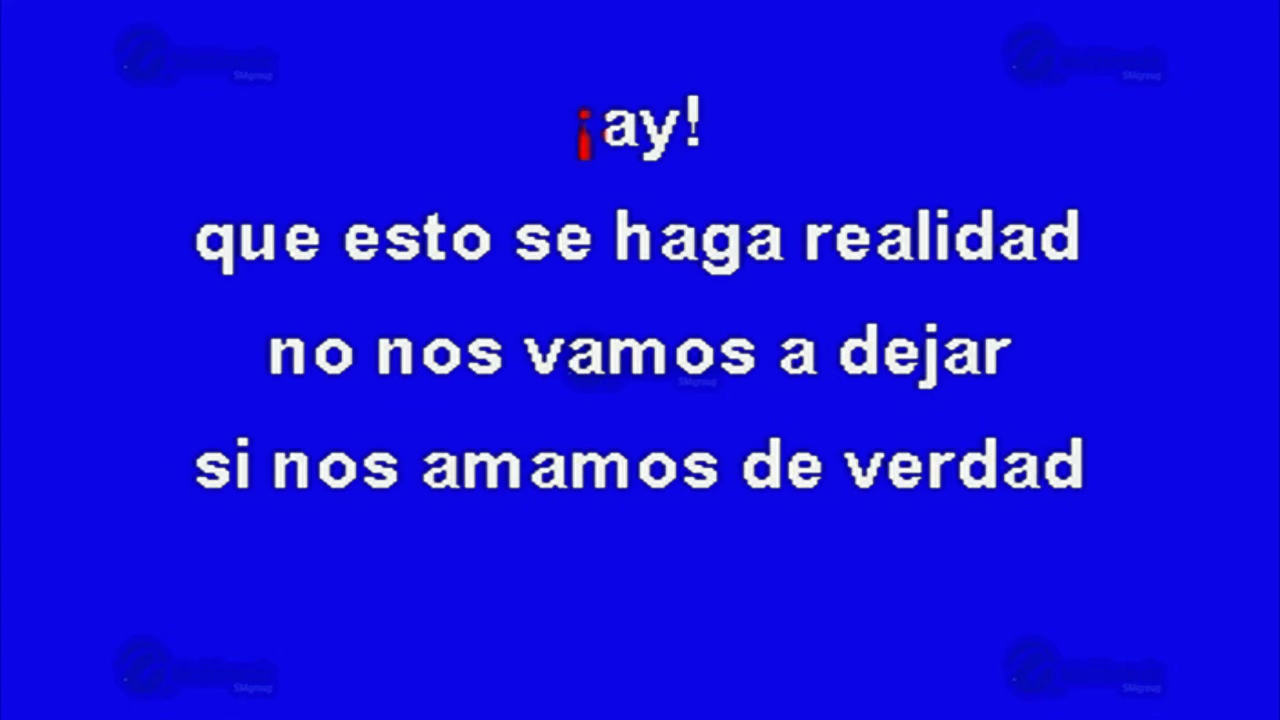 ¡ay!
que esto se haga realidad
no nos vamos a dejar
si nos amamos de verdad